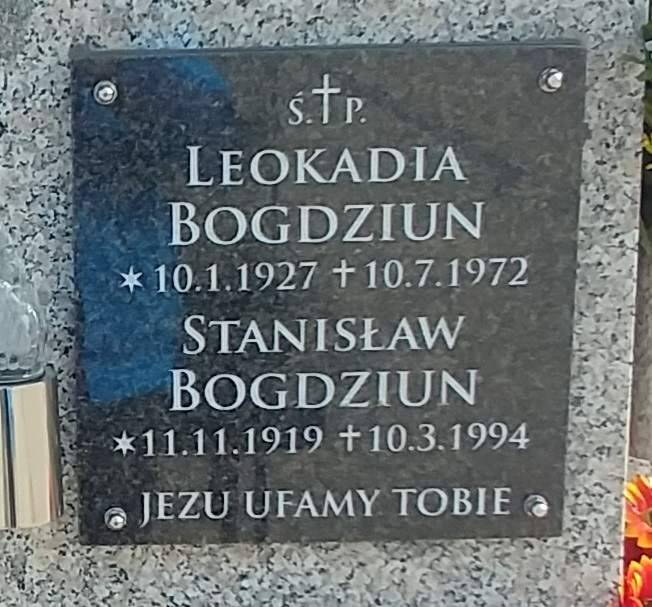 Ś.✝P.
LEOKADIA
BOGDZIUN
✶10.1.1927 ✝10.7.1972
STANISŁAW
BOGDZIUN
✶11.11.1919 ✝10.3.1994
JEZU UFAMY TOBIE